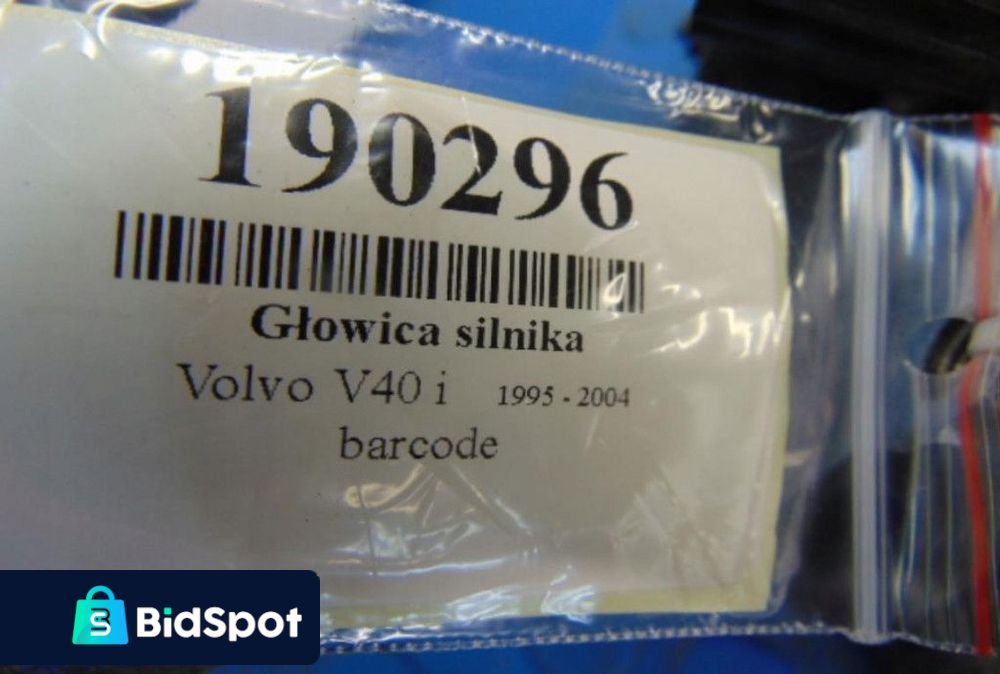 190296
Głowica silnika
Volvo V40 i 1995 - 2004
barcode
BidSpot